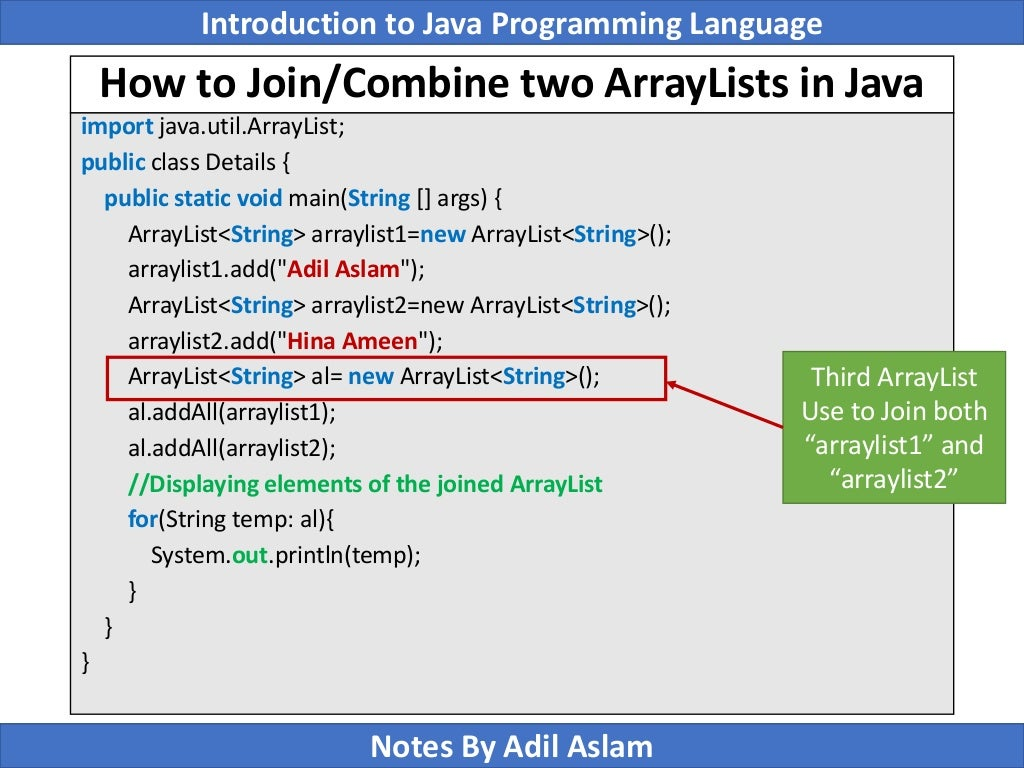 Introduction to Java Programming Language
How to Join/Combine two ArrayLists in Java
import java.util.ArrayList;
public class Details {
public static void main(String [] args) {
ArrayList<String> arraylist1=new ArrayList<String>();
arraylist1.add("Adil Aslam");
ArrayList<String> arraylist2=new ArrayList<String>();
arraylist2.add("Hina Ameen");
ArrayList<String> al= new ArrayList<String>();
al.addAll(arraylist1);
al.addAll(arraylist2);
//Displaying elements of the joined ArrayList
for(String temp: al){
System.out.println(temp);
}
}
}
Third ArrayList
Use to Join both
“arraylist1” and
“arraylist2”
Notes By Adil Aslam